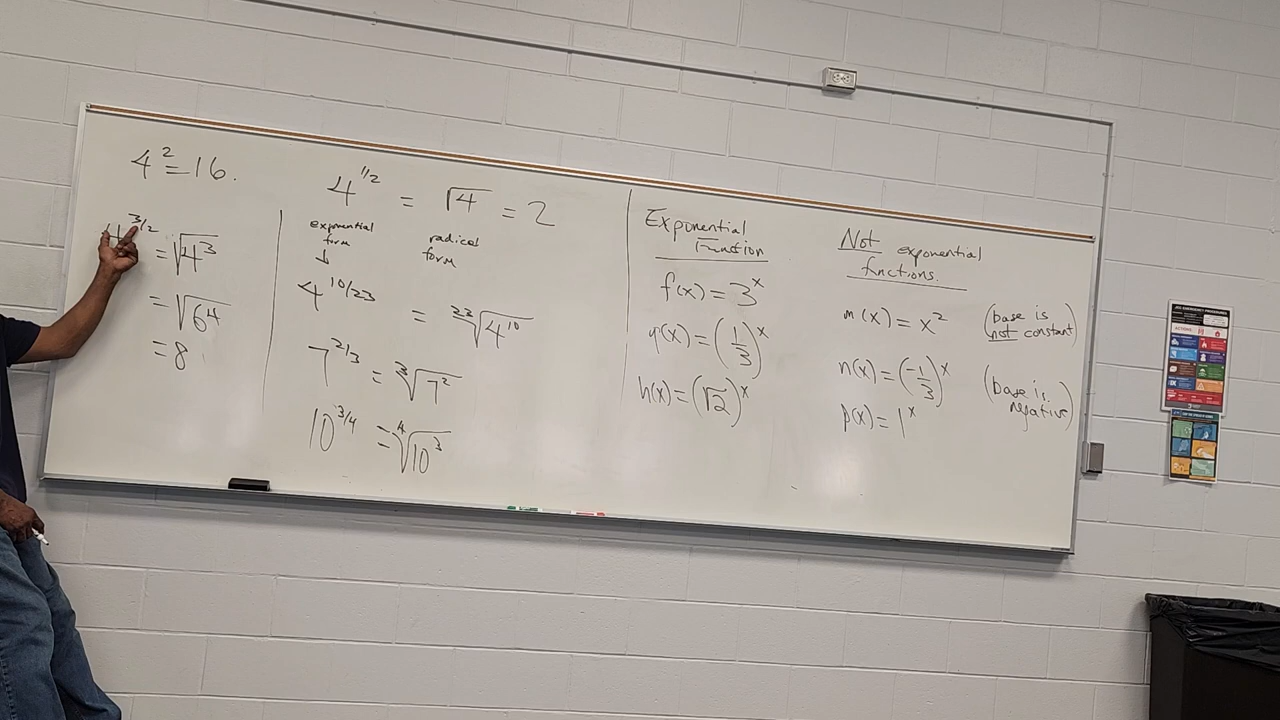 4² = 16.
4^3/2 = √4³
= √64
= 8
4^1/2 = √4 = 2
exponential form ↓
radical form
4^10/23 = ²³√4¹⁰
7^2/3 = ³√7²
10^3/4 = ⁴√10³
Exponential
Function
f(x) = 3^x
g(x) = (1/3)^x
h(x) = (√2)^x
Not exponential
functions.
m(x) = x² (base is not constant)
n(x) = (-1/3)^x (base is negative)
p(x) = 1^x